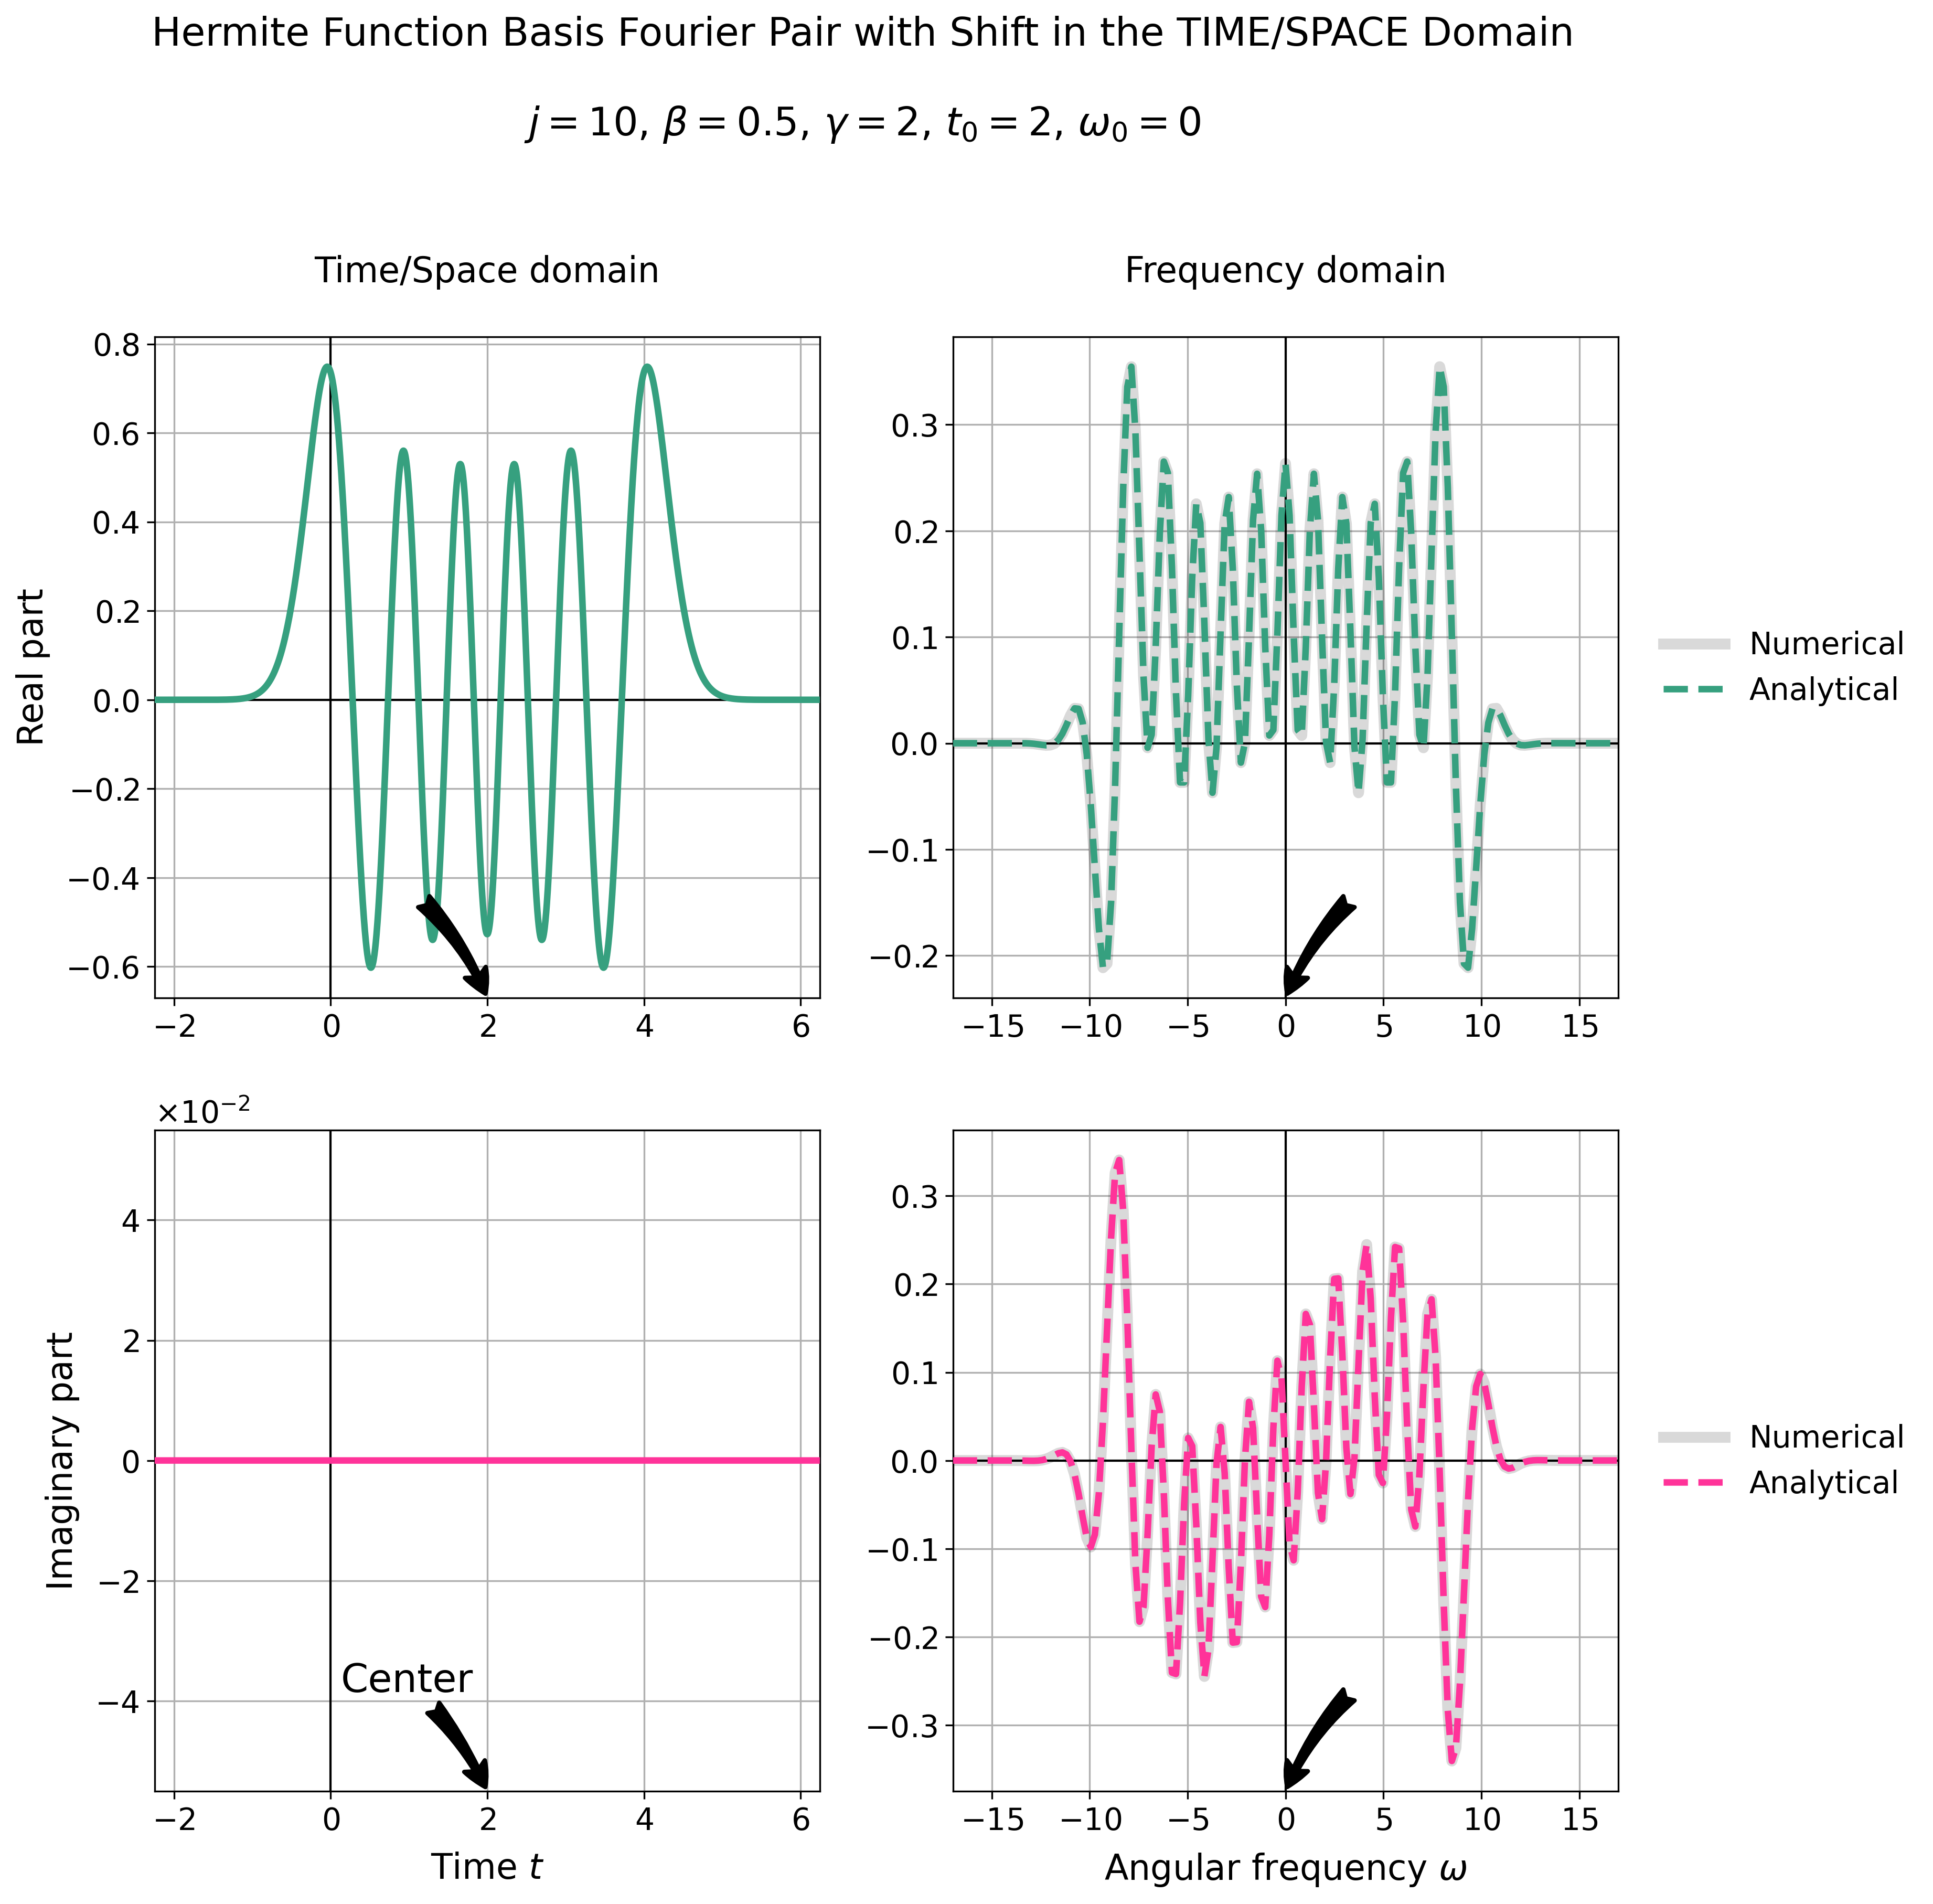 Hermite Function Basis Fourier Pair with Shift in the TIME/SPACE Domain
j = 10, β = 0.5, γ = 2, t₀ = 2, ω₀ = 0
Time/Space domain
Frequency domain
Real part
0.8
0.6
0.4
0.2
0.0
−0.2
−0.4
−0.6
−2 0 2 4 6
0.3
0.2
0.1
0.0
−0.1
−0.2
−15 −10 −5 0 5 10 15
Numerical
Analytical
Imaginary part
×10⁻²
4
2
0
−2
−4
Center
−2 0 2 4 6
Time t
0.3
0.2
0.1
0.0
−0.1
−0.2
−0.3
−15 −10 −5 0 5 10 15
Angular frequency ω
Numerical
Analytical